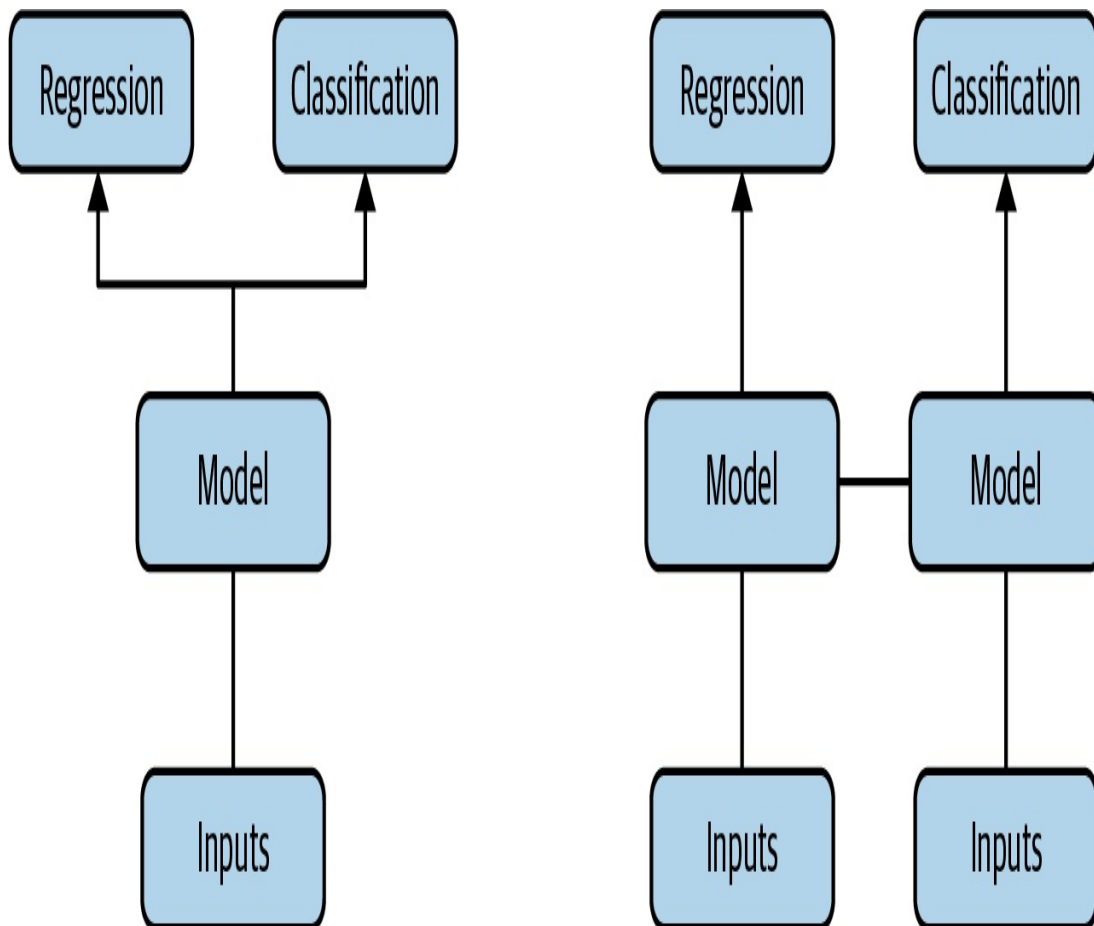 Regression
Classification
Regression
Classification
Model
Model
Model
Inputs
Inputs
Inputs